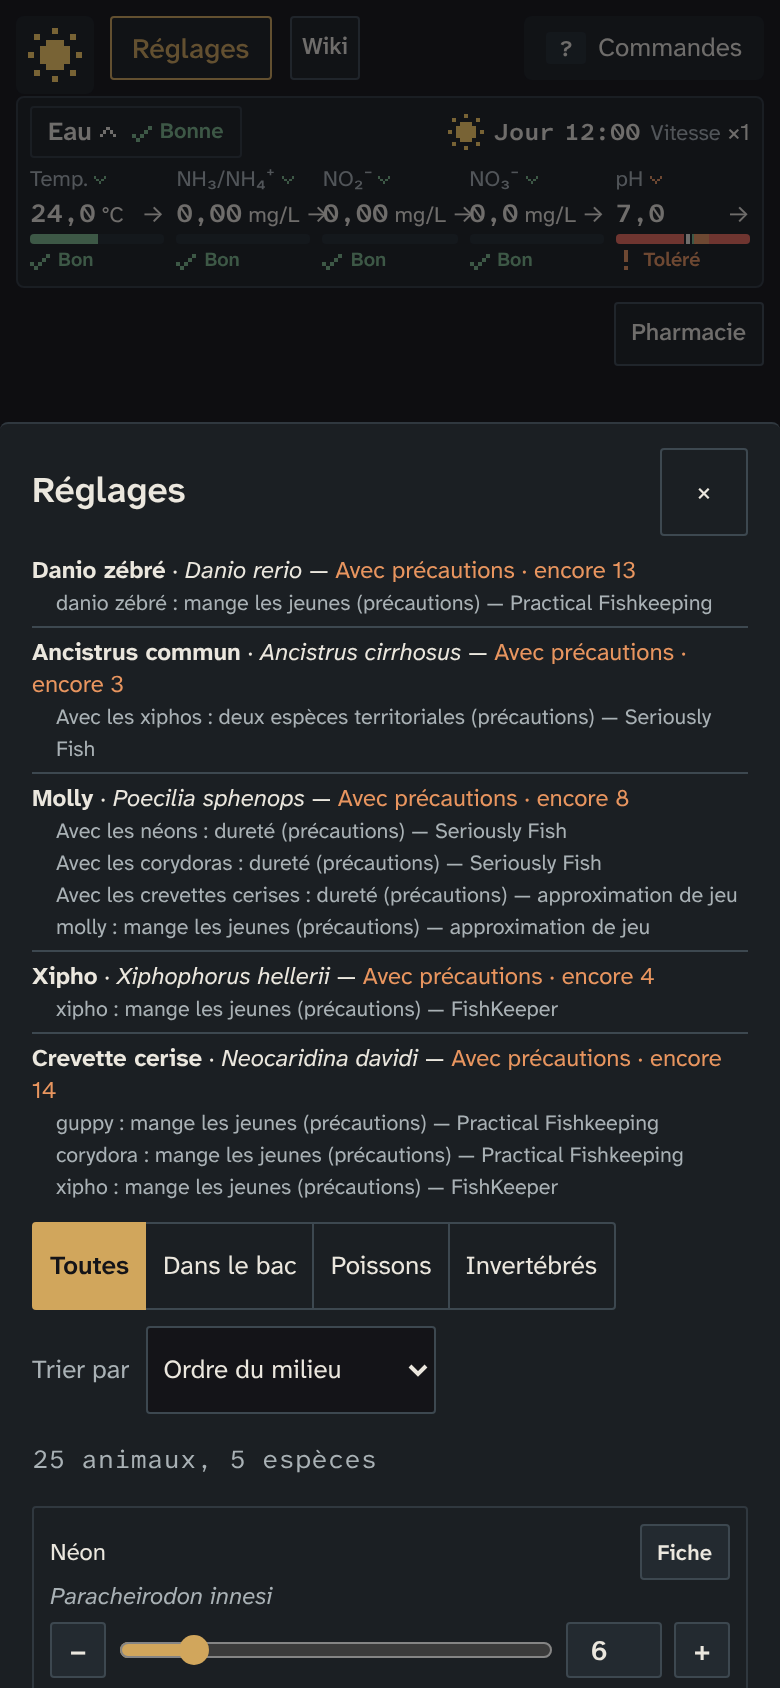 Réglages
Wiki
? Commandes
Eau Bonne
Jour 12:00 Vitesse ×1
Temp. NH₃/NH₄⁺ NO₂⁻ NO₃⁻ pH
24,0 °C → 0,00 mg/L → 0,00 mg/L → 0,0 mg/L → 7,0 →
Bon Bon Bon Bon ! Toléré
Pharmacie
Réglages
×
Danio zébré · Danio rerio — Avec précautions · encore 13
danio zébré : mange les jeunes (précautions) — Practical Fishkeeping
Ancistrus commun · Ancistrus cirrhosus — Avec précautions ·
encore 3
Avec les xiphos : deux espèces territoriales (précautions) — Seriously
Fish
Molly · Poecilia sphenops — Avec précautions · encore 8
Avec les néons : dureté (précautions) — Seriously Fish
Avec les corydoras : dureté (précautions) — Seriously Fish
Avec les crevettes cerises : dureté (précautions) — approximation de jeu
molly : mange les jeunes (précautions) — approximation de jeu
Xipho · Xiphophorus hellerii — Avec précautions · encore 4
xipho : mange les jeunes (précautions) — FishKeeper
Crevette cerise · Neocaridina davidi — Avec précautions · encore
14
guppy : mange les jeunes (précautions) — Practical Fishkeeping
corydora : mange les jeunes (précautions) — Practical Fishkeeping
xipho : mange les jeunes (précautions) — FishKeeper
Toutes Dans le bac Poissons Invertébrés
Trier par Ordre du milieu
25 animaux, 5 espèces
Néon Fiche
Paracheirodon innesi
− 6 +